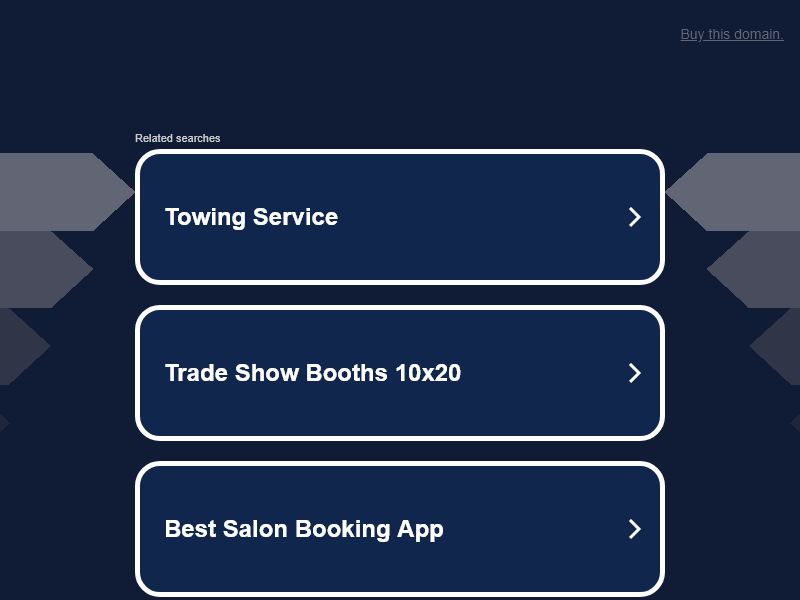 Buy this domain.
Related searches
Towing Service
Trade Show Booths 10x20
Best Salon Booking App